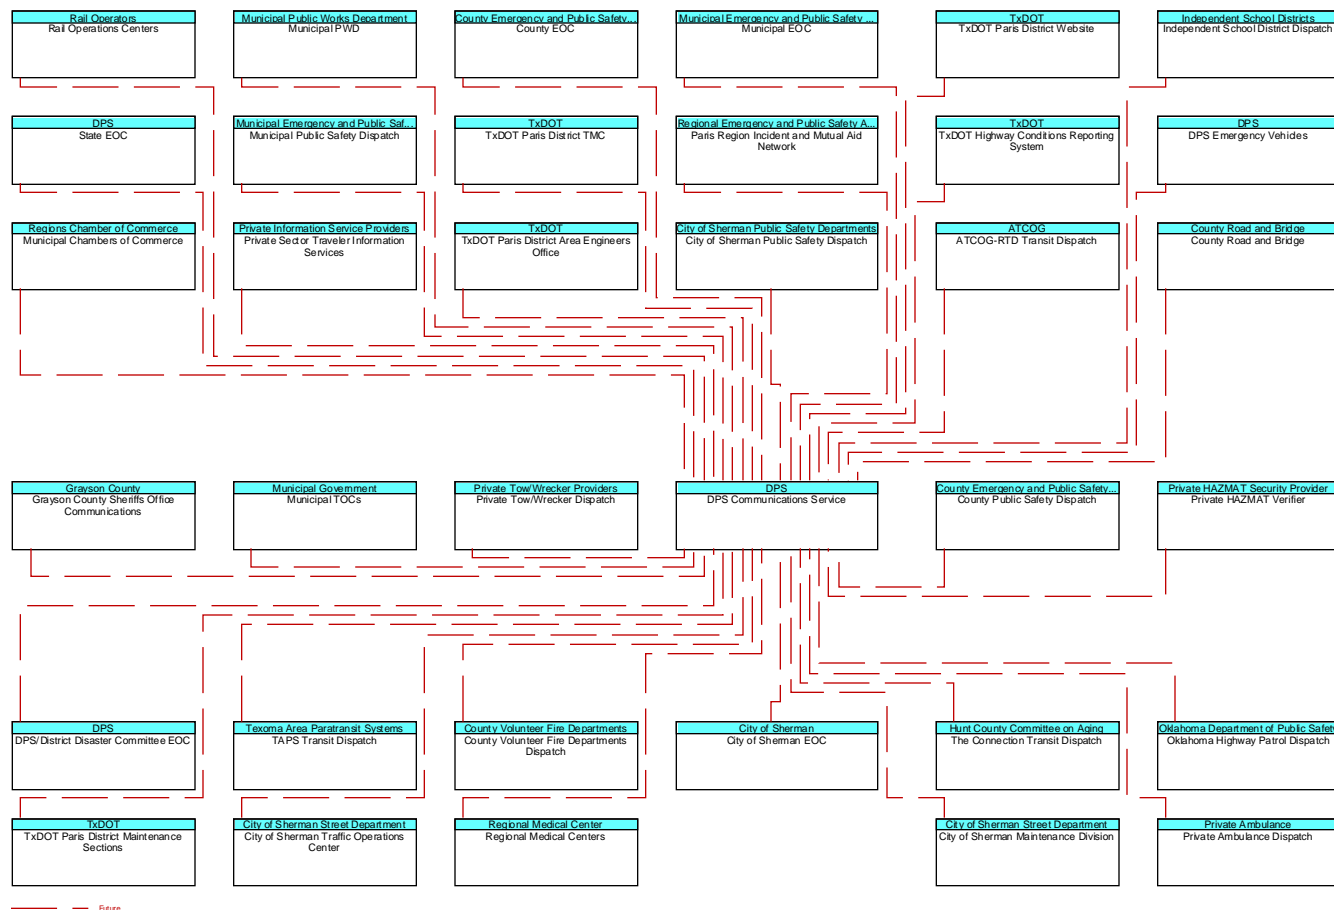 Rail Operators
Rail Operations Centers
Municipal Public Works Department
Municipal PWD
County Emergency and Public Safety...
County EOC
Municipal Emergency and Public Safety ...
Municipal EOC
TxDOT
TxDOT Paris District Website
Independent School Districts
Independent School District Dispatch
DPS
State EOC
Municipal Emergency and Public Saf...
Municipal Public Safety Dispatch
TxDOT
TxDOT Paris District TMC
Regional Emergency and Public Safety A...
Paris Region Incident and Mutual Aid
Network
TxDOT
TxDOT Highway Conditions Reporting
System
DPS
DPS Emergency Vehicles
Regions Chamber of Commerce
Municipal Chambers of Commerce
Private Information Service Providers
Private Sector Traveler Information
Services
TxDOT
TxDOT Paris District Area Engineers
Office
City of Sherman Public Safety Departments
City of Sherman Public Safety Dispatch
ATCOG
ATCOG-RTD Transit Dispatch
County Road and Bridge
County Road and Bridge
Grayson County
Grayson County Sheriffs Office
Communications
Municipal Government
Municipal TOCs
Private Tow/Wrecker Providers
Private Tow/Wrecker Dispatch
DPS
DPS Communications Service
County Emergency and Public Safety...
County Public Safety Dispatch
Private HAZMAT Security Provider
Private HAZMAT Verifier
DPS
DPS/District Disaster Committee EOC
Texoma Area Paratransit Systems
TAPS Transit Dispatch
County Volunteer Fire Departments
County Volunteer Fire Departments
Dispatch
City of Sherman
City of Sherman EOC
Hunt County Committee on Aging
The Connection Transit Dispatch
Oklahoma Department of Public Safety
Oklahoma Highway Patrol Dispatch
TxDOT
TxDOT Paris District Maintenance
Sections
City of Sherman Street Department
City of Sherman Traffic Operations
Center
Regional Medical Center
Regional Medical Centers
City of Sherman Street Department
City of Sherman Maintenance Division
Private Ambulance
Private Ambulance Dispatch
Future